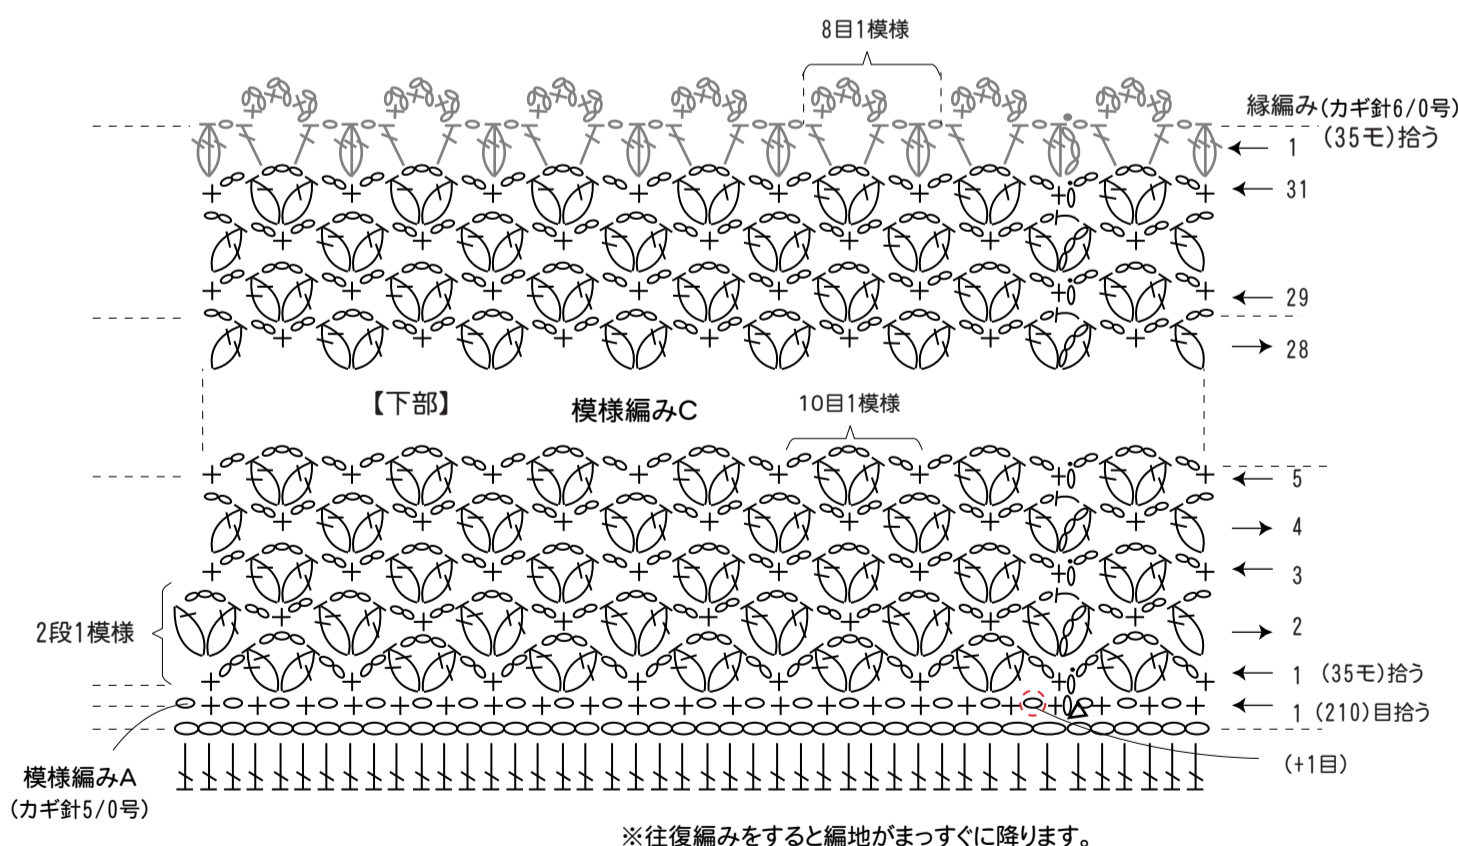 8目1模様
縁編み(カギ針6/0号)
(35モ)拾う
1
31
29
28
【下部】
模様編みC
10目1模様
5
4
3
2段1模様
2
1 (35モ)拾う
1 (210)目拾う
模様編みA
(カギ針5/0号)
(+1目)
※往復編みをすると編地がまっすぐに降ります。